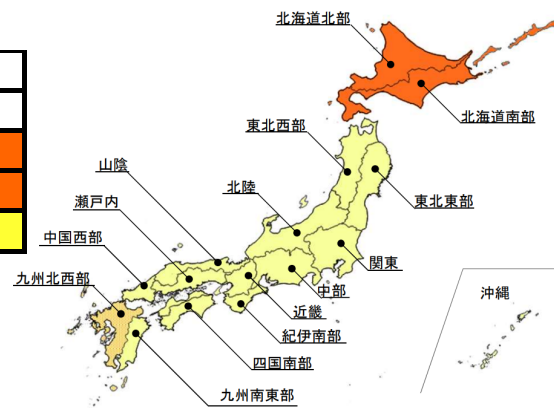 北海道北部
北海道南部
東北西部
山陰
北陸
瀬戸内
東北東部
中国西部
関東
九州北西部
中部
沖縄
近畿
紀伊南部
四国南部
九州南東部